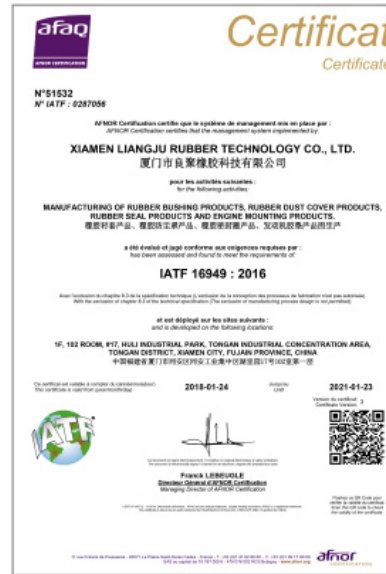 afaq
Certificat
Certificate
N°51532
N° IATF : 0287056
AFNOR Certification certifie que le système de management mis en place par :
AFNOR Certification certifies that the management system implemented by:
XIAMEN LIANGJU RUBBER TECHNOLOGY CO., LTD.
厦门市良聚橡胶科技有限公司
pour les activités suivantes :
for the following activities:
MANUFACTURING OF RUBBER BUSHING PRODUCTS, RUBBER DUST COVER PRODUCTS,
RUBBER SEAL PRODUCTS AND ENGINE MOUNTING PRODUCTS.
a été évalué et jugé conforme aux exigences requises par :
has been assessed and found to meet the requirements of:
IATF 16949 : 2016
et est déployé sur les sites suivants :
and is developed on the following locations:
1F, 102 ROOM, #17, HULI INDUSTRIAL PARK, TONGAN INDUSTRIAL CONCENTRATION AREA,
TONGAN DISTRICT, XIAMEN CITY, FUJAIN PROVINCE, CHINA
2018-01-24
2021-01-23
IATF
Franck LEBEUGLE
Directeur Général d'AFNOR Certification
Managing Director of AFNOR Certification
afnor
CERTIFICATION